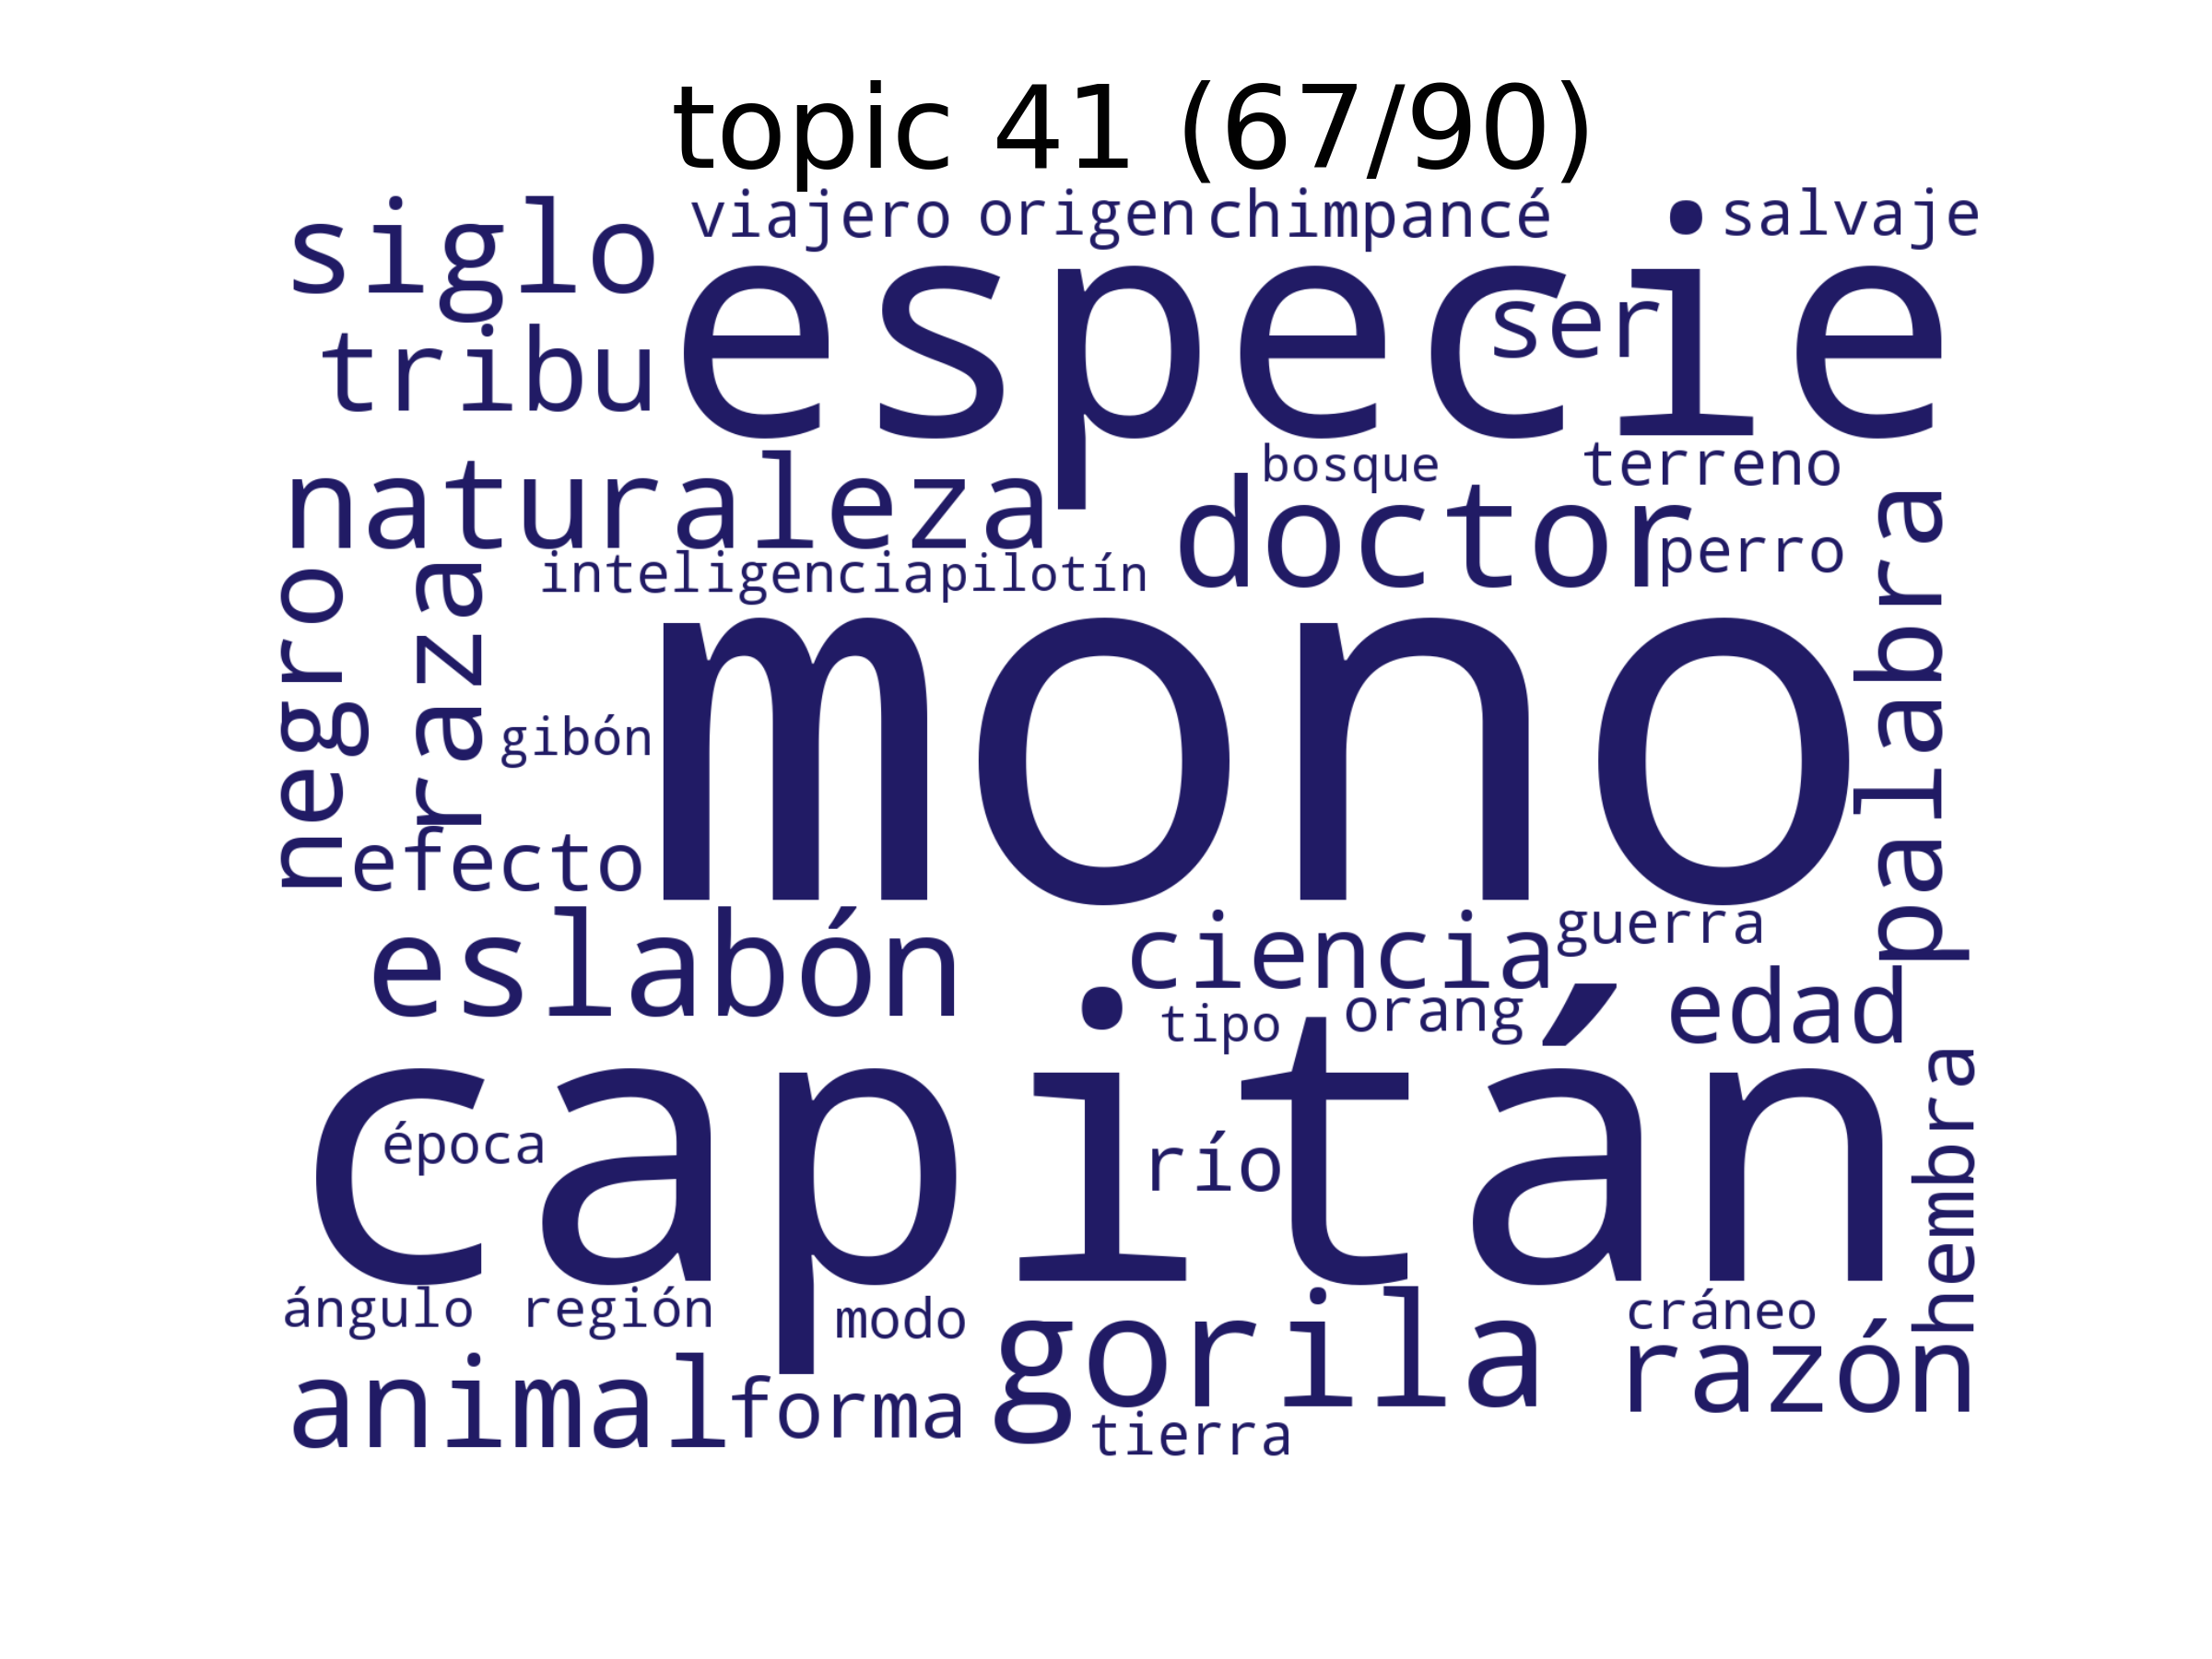 topic 41 (67/90)
siglo
viajero
origen
chimpancé
salvaje
especie
ser
tribu
naturaleza
bosque
terreno
doctor
perro
palabra
inteligencia
pilotín
negro
raza
mono
gibón
efecto
eslabón
ciencia
guerra
tipo
orang
edad
capitán
época
río
hembra
ángulo
región
modo
gorila
cráneo
razón
animal
forma
tierra